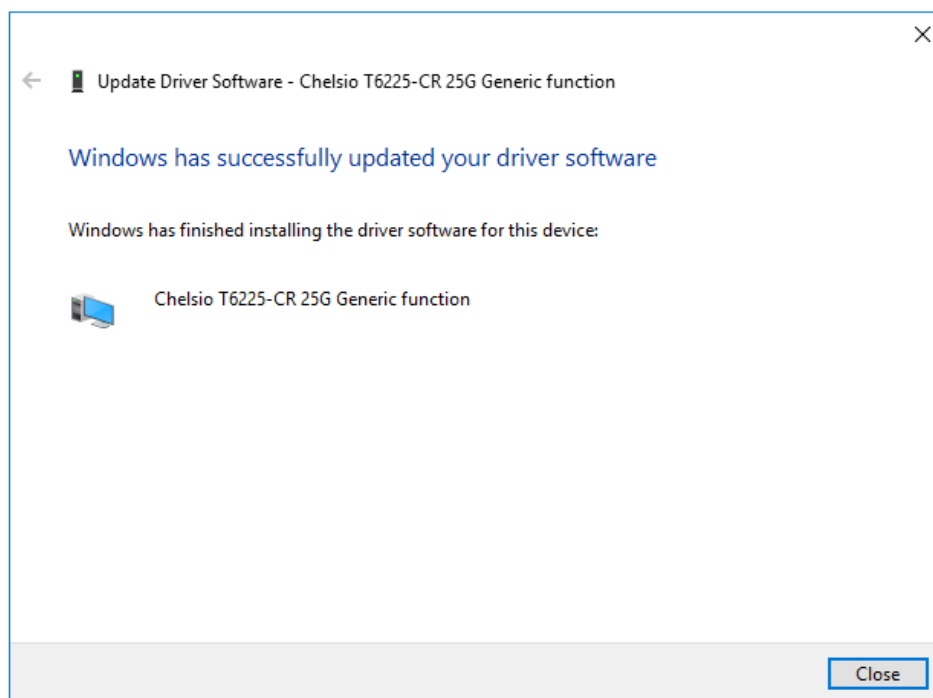 Update Driver Software - Chelsio T6225-CR 25G Generic function
Windows has successfully updated your driver software
Windows has finished installing the driver software for this device:
Chelsio T6225-CR 25G Generic function
Close